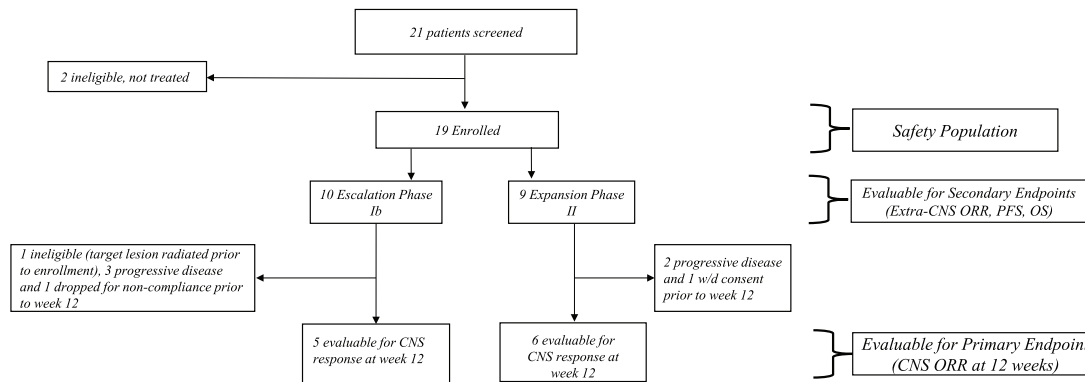 21 patients screened
2 ineligible, not treated
19 Enrolled
Safety Population
10 Escalation Phase
Ib
9 Expansion Phase
II
Evaluable for Secondary Endpoints
(Extra-CNS ORR, PFS, OS)
1 ineligible (target lesion radiated prior
to enrollment), 3 progressive disease
and 1 dropped for non-compliance prior
to week 12
2 progressive disease
and 1 w/d consent
prior to week 12
5 evaluable for CNS
response at week 12
6 evaluable for
CNS response at
week 12
Evaluable for Primary Endpoint
(CNS ORR at 12 weeks)